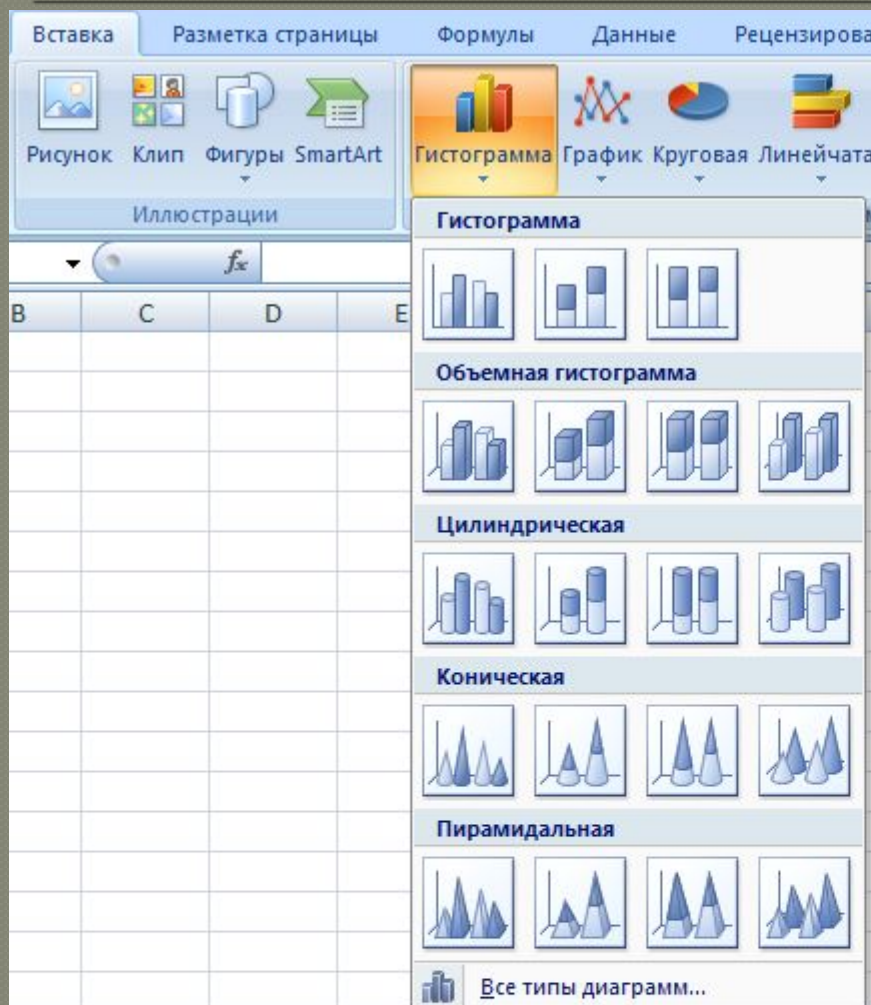 Вставка Разметка страницы Формулы Данные Рецензирова
Рисунок Клип Фигуры SmartArt Гистограмма График Круговая Линейчата
Иллюстрации
fx
B C D E
Гистограмма
Объемная гистограмма
Цилиндрическая
Коническая
Пирамидальная
Все типы диаграмм...